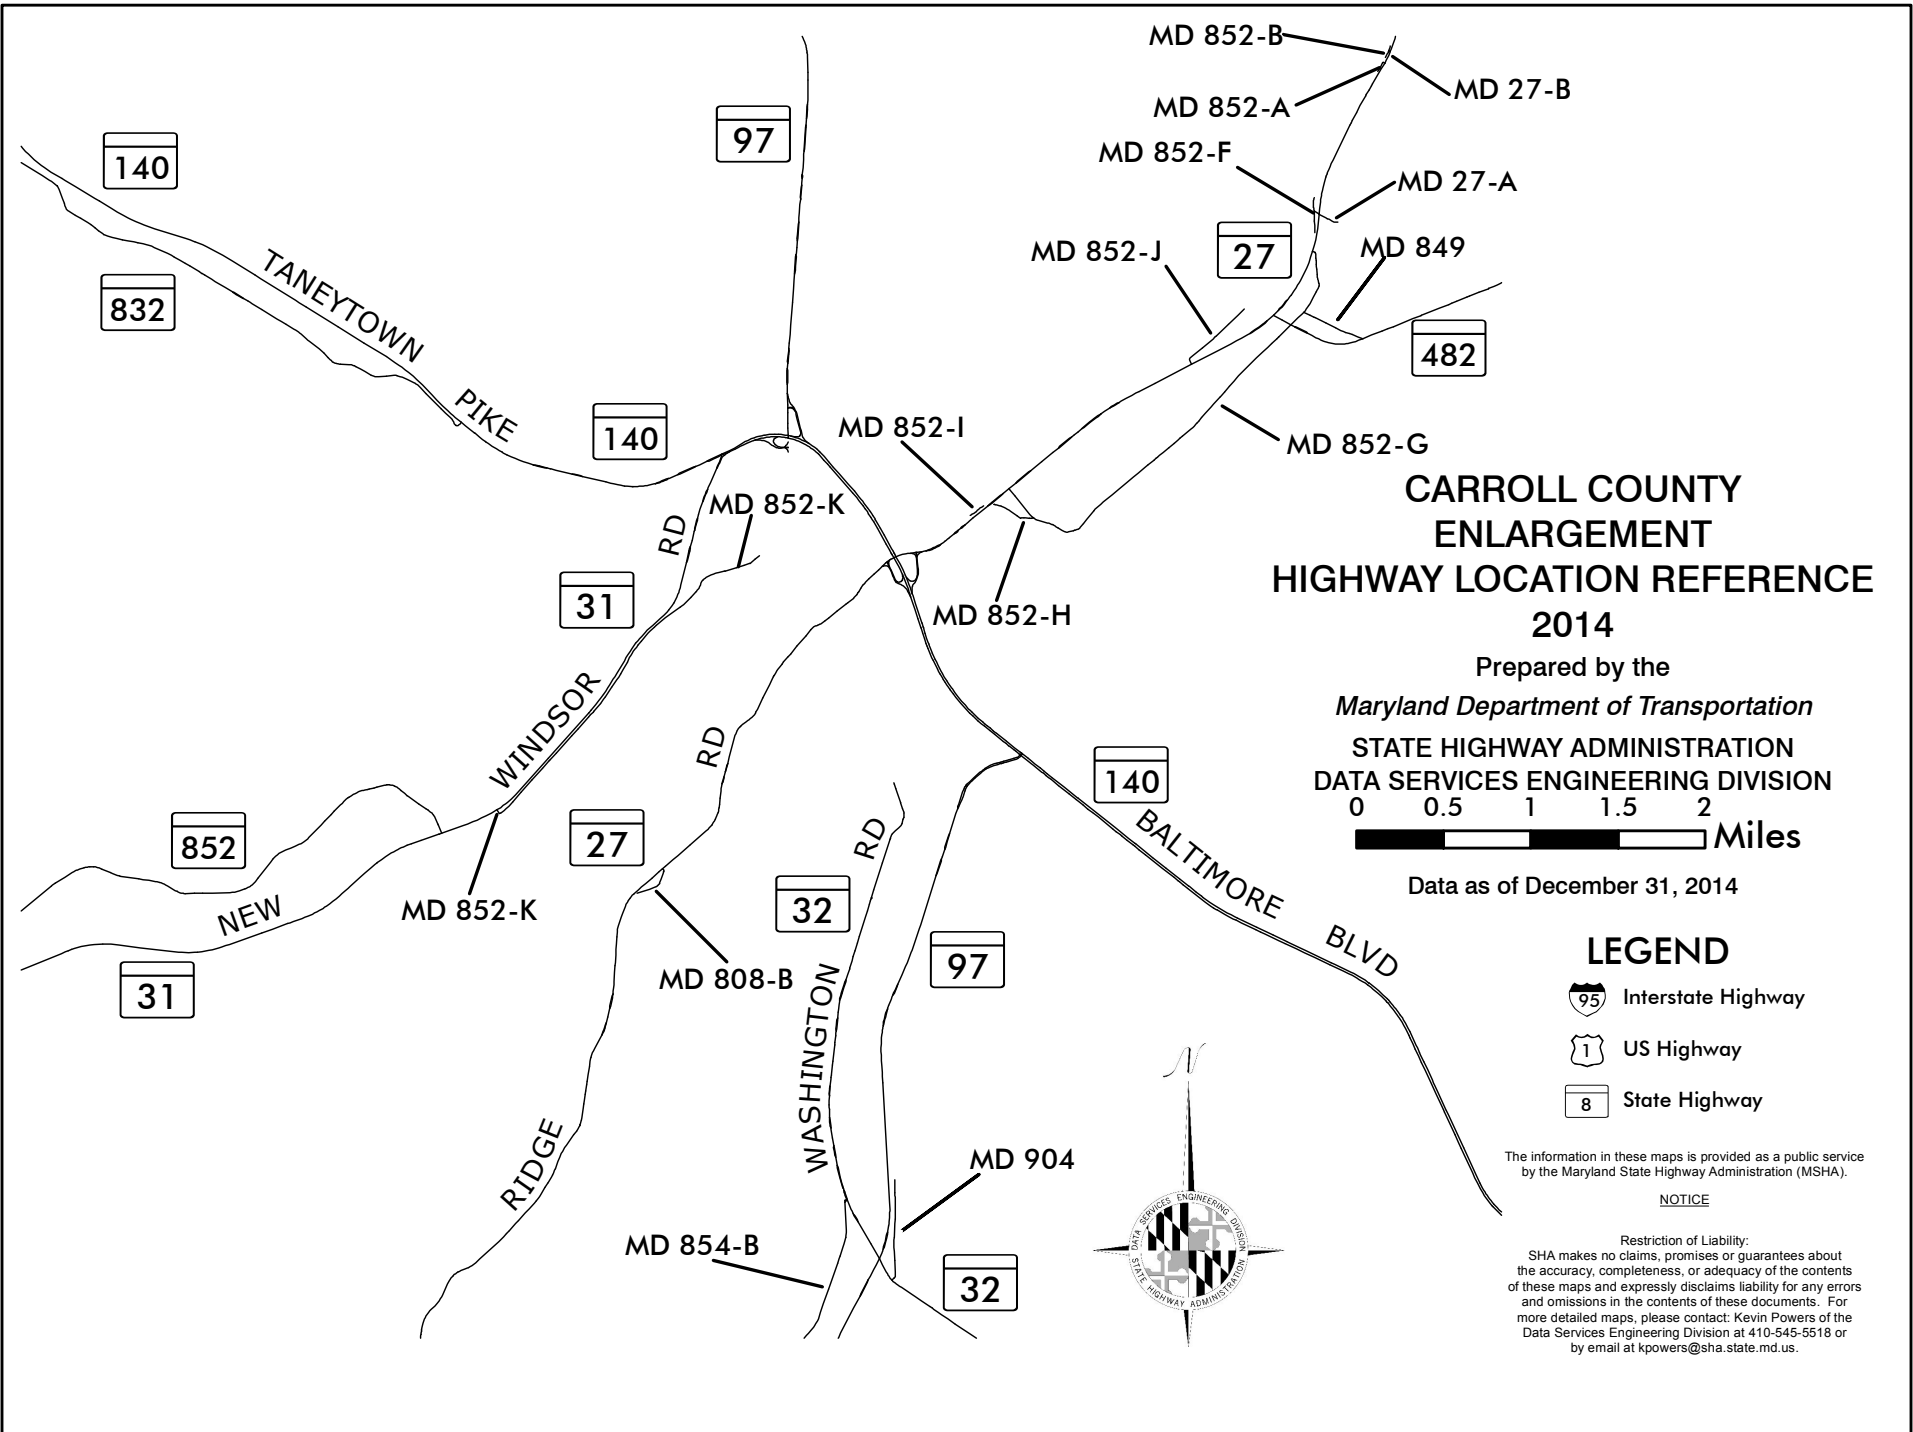 MD 852-B
MD 27-B
MD 852-A
97
140
MD 852-F
MD 27-A
27
MD 849
MD 852-J
TANEYTOWN
832
482
PIKE
140
MD 852-I
MD 852-G
MD 852-K
RD
31
MD 852-H
CARROLL COUNTY
ENLARGEMENT
HIGHWAY LOCATION REFERENCE
2014
Prepared by the
Maryland Department of Transportation
STATE HIGHWAY ADMINISTRATION
DATA SERVICES ENGINEERING DIVISION
0 0.5 1 1.5 2
Miles
Data as of December 31, 2014
WINDSOR
RD
140
BALTIMORE
BLVD
852
27
RD
NEW
MD 852-K
32
31
MD 808-B
97
WASHINGTON
RIDGE
MD 904
MD 854-B
32
LEGEND
95 Interstate Highway
1 US Highway
8 State Highway
N
DATA SERVICES ENGINEERING DIVISION
STATE HIGHWAY ADMINISTRATION
The information in these maps is provided as a public service
by the Maryland State Highway Administration (MSHA).
NOTICE
Restriction of Liability:
SHA makes no claims, promises or guarantees about
the accuracy, completeness, or adequacy of the contents
of these maps and expressly disclaims liability for any errors
and omissions in the contents of these documents. For
more detailed maps, please contact: Kevin Powers of the
Data Services Engineering Division at 410-545-5518 or
by email at kpowers@sha.state.md.us.